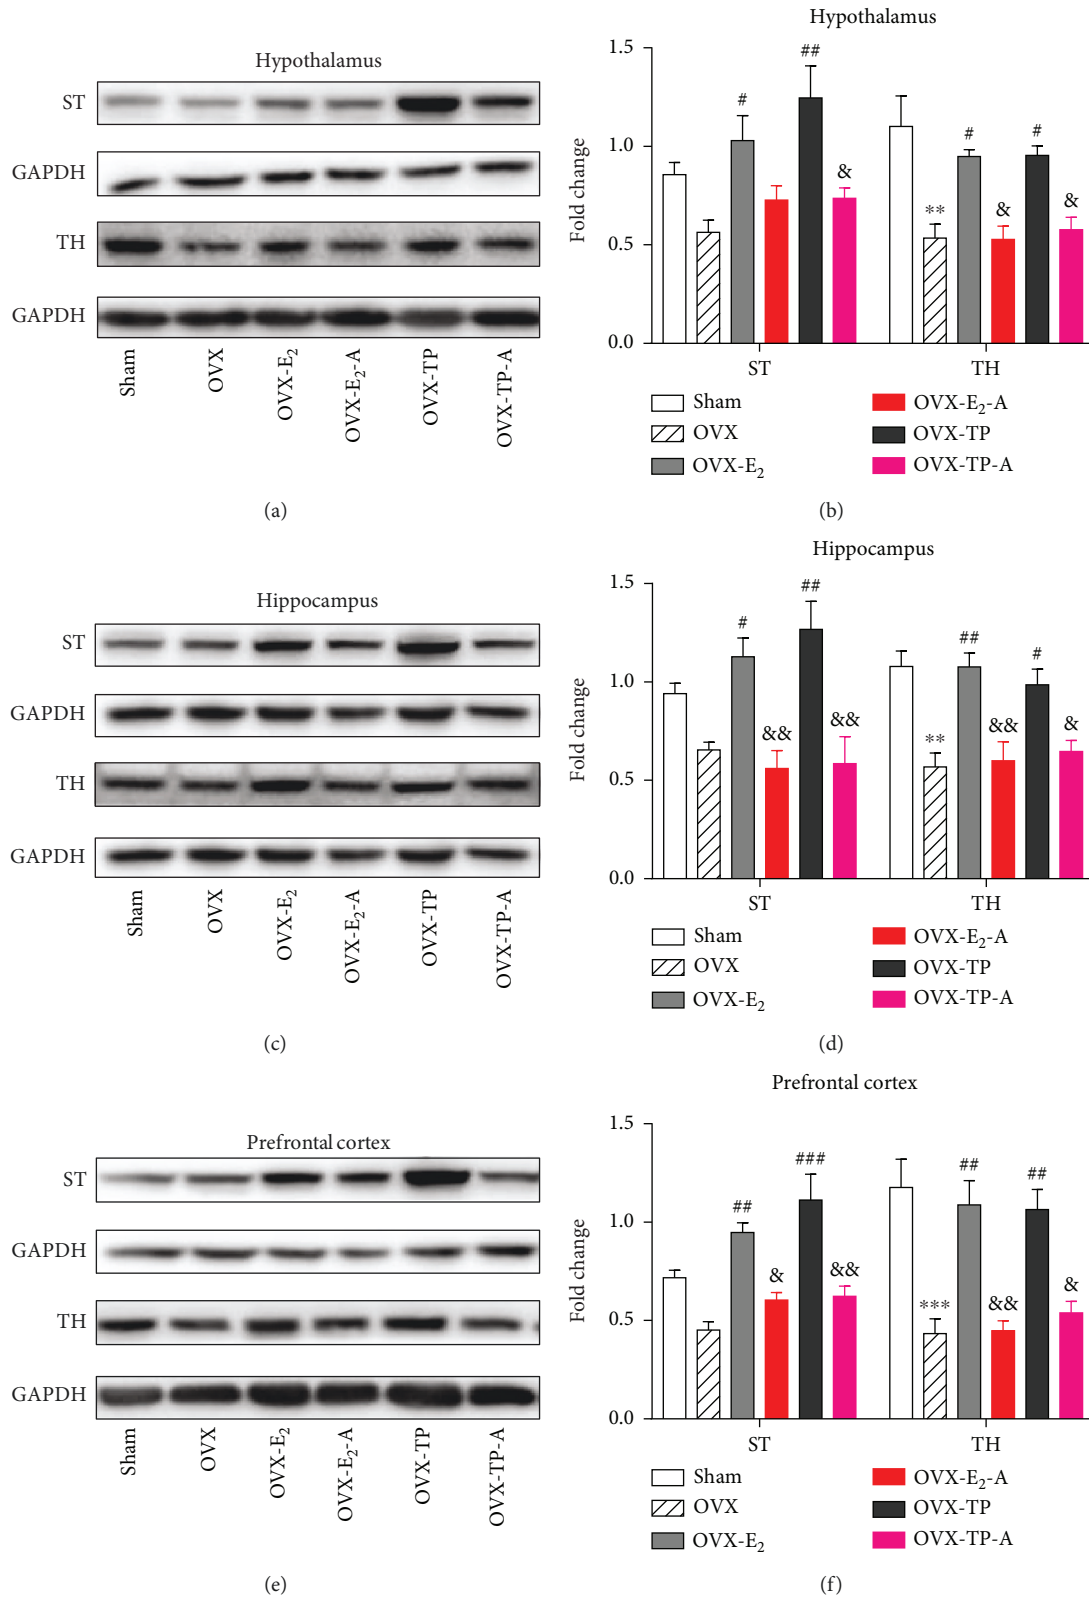 Hypothalamus
ST
GAPDH
TH
GAPDH
Sham
OVX
OVX-E₂
OVX-E₂-A
OVX-TP
OVX-TP-A
(a)
Hypothalamus
Fold change
1.5
1.0
0.5
0.0
#
##
&
**
#
&
#
&
ST
TH
Sham
OVX
OVX-E₂
OVX-E₂-A
OVX-TP
OVX-TP-A
(b)
Hippocampus
ST
GAPDH
TH
GAPDH
Sham
OVX
OVX-E₂
OVX-E₂-A
OVX-TP
OVX-TP-A
(c)
Hippocampus
Fold change
1.5
1.0
0.5
0.0
#
&&
##
&&
**
##
&&
#
&
ST
TH
Sham
OVX
OVX-E₂
OVX-E₂-A
OVX-TP
OVX-TP-A
(d)
Prefrontal cortex
ST
GAPDH
TH
GAPDH
Sham
OVX
OVX-E₂
OVX-E₂-A
OVX-TP
OVX-TP-A
(e)
Prefrontal cortex
Fold change
1.5
1.0
0.5
0.0
##
&
###
&&
***
##
&&
##
&
ST
TH
Sham
OVX
OVX-E₂
OVX-E₂-A
OVX-TP
OVX-TP-A
(f)